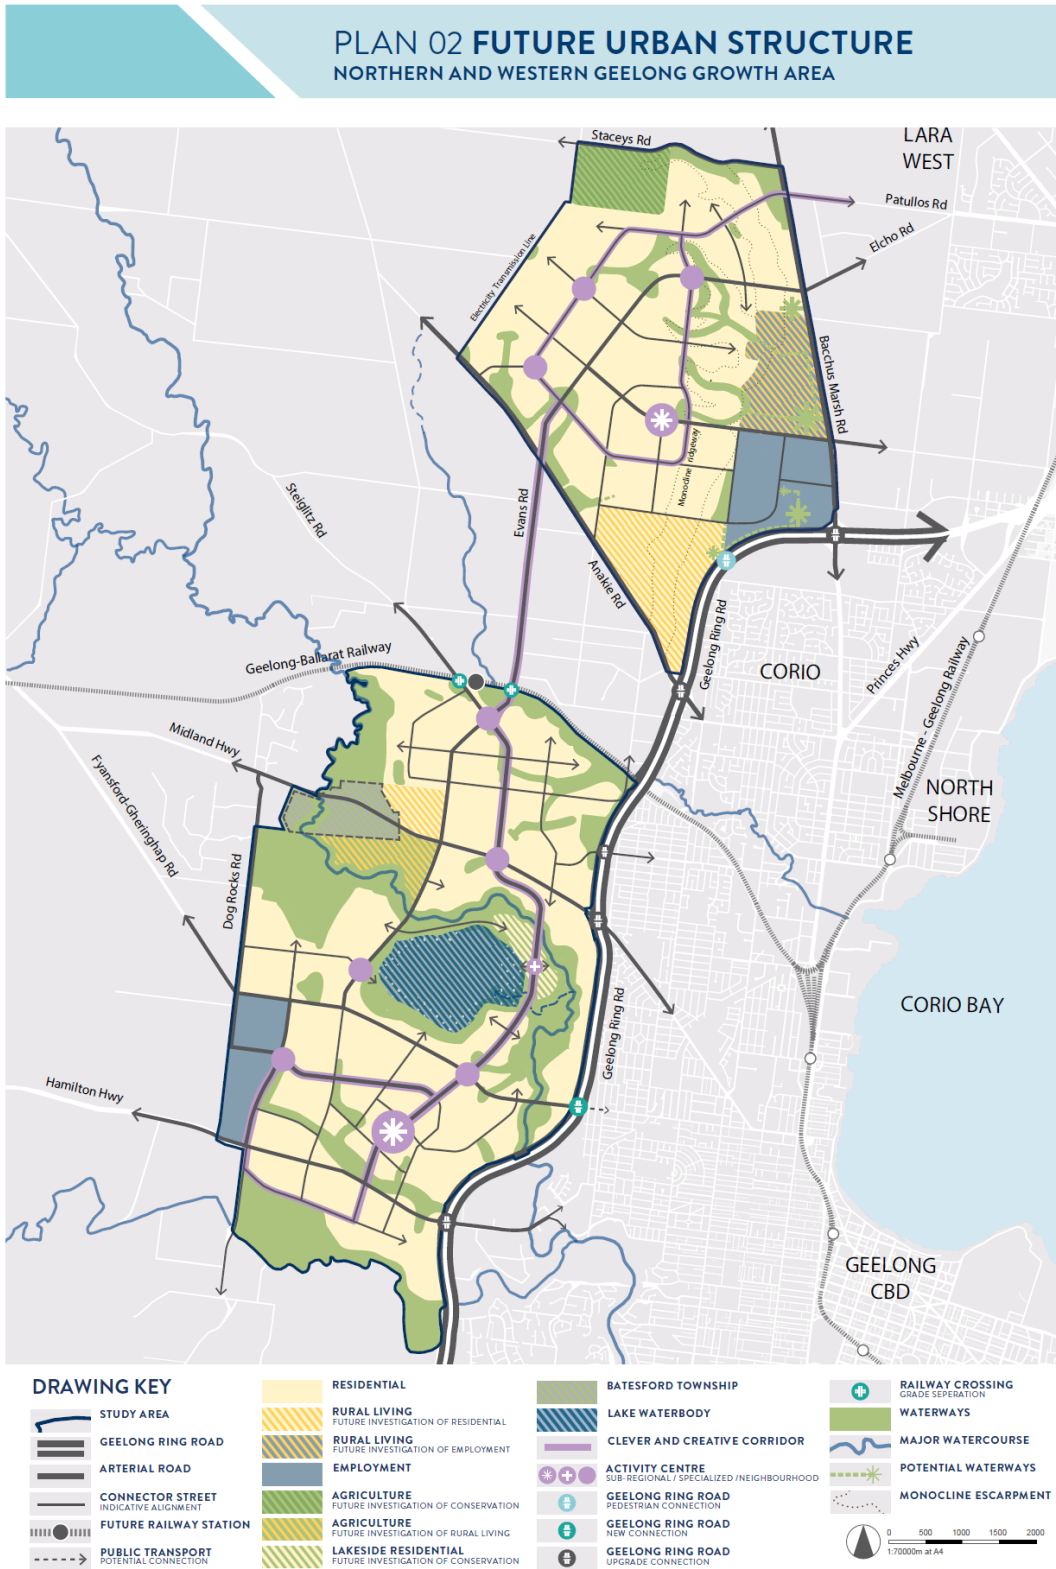 PLAN 02 FUTURE URBAN STRUCTURE
NORTHERN AND WESTERN GEELONG GROWTH AREA
Staceys Rd
LARA
WEST
Patullos Rd
Elcho Rd
Electricity Transmission Line
Bacchus Marsh Rd
Monocline ridgeway
Steiglitz Rd
Evans Rd
Anakie Rd
Geelong Ring Rd
CORIO
Princes Hwy
Geelong-Ballarat Railway
Melbourne - Geelong Railway
Midland Hwy
Fyansford-Gheringhap Rd
NORTH
SHORE
Dog Rocks Rd
Geelong Ring Rd
CORIO BAY
Hamilton Hwy
GEELONG
CBD
DRAWING KEY
STUDY AREA
GEELONG RING ROAD
ARTERIAL ROAD
CONNECTOR STREET
INDICATIVE ALIGNMENT
FUTURE RAILWAY STATION
PUBLIC TRANSPORT
POTENTIAL CONNECTION
RESIDENTIAL
RURAL LIVING
FUTURE INVESTIGATION OF RESIDENTIAL
RURAL LIVING
FUTURE INVESTIGATION OF EMPLOYMENT
EMPLOYMENT
AGRICULTURE
FUTURE INVESTIGATION OF CONSERVATION
AGRICULTURE
FUTURE INVESTIGATION OF RURAL LIVING
LAKESIDE RESIDENTIAL
FUTURE INVESTIGATION OF CONSERVATION
BATESFORD TOWNSHIP
LAKE WATERBODY
CLEVER AND CREATIVE CORRIDOR
ACTIVITY CENTRE
SUB-REGIONAL / SPECIALIZED /NEIGHBOURHOOD
GEELONG RING ROAD
PEDESTRIAN CONNECTION
GEELONG RING ROAD
NEW CONNECTION
GEELONG RING ROAD
UPGRADE CONNECTION
RAILWAY CROSSING
GRADE SEPERATION
WATERWAYS
MAJOR WATERCOURSE
POTENTIAL WATERWAYS
MONOCLINE ESCARPMENT
0 500 1000 1500 2000
1:70000m at A4